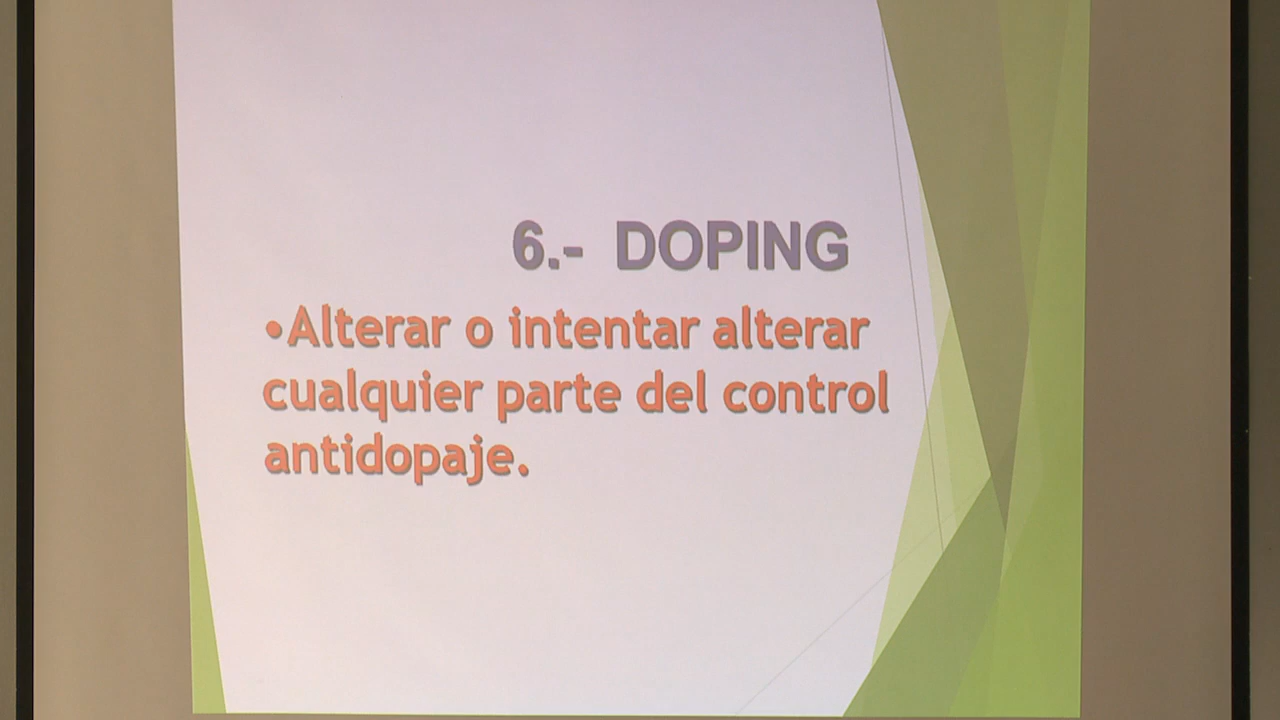 6.- DOPING
•Alterar o intentar alterar
cualquier parte del control
antidopaje.